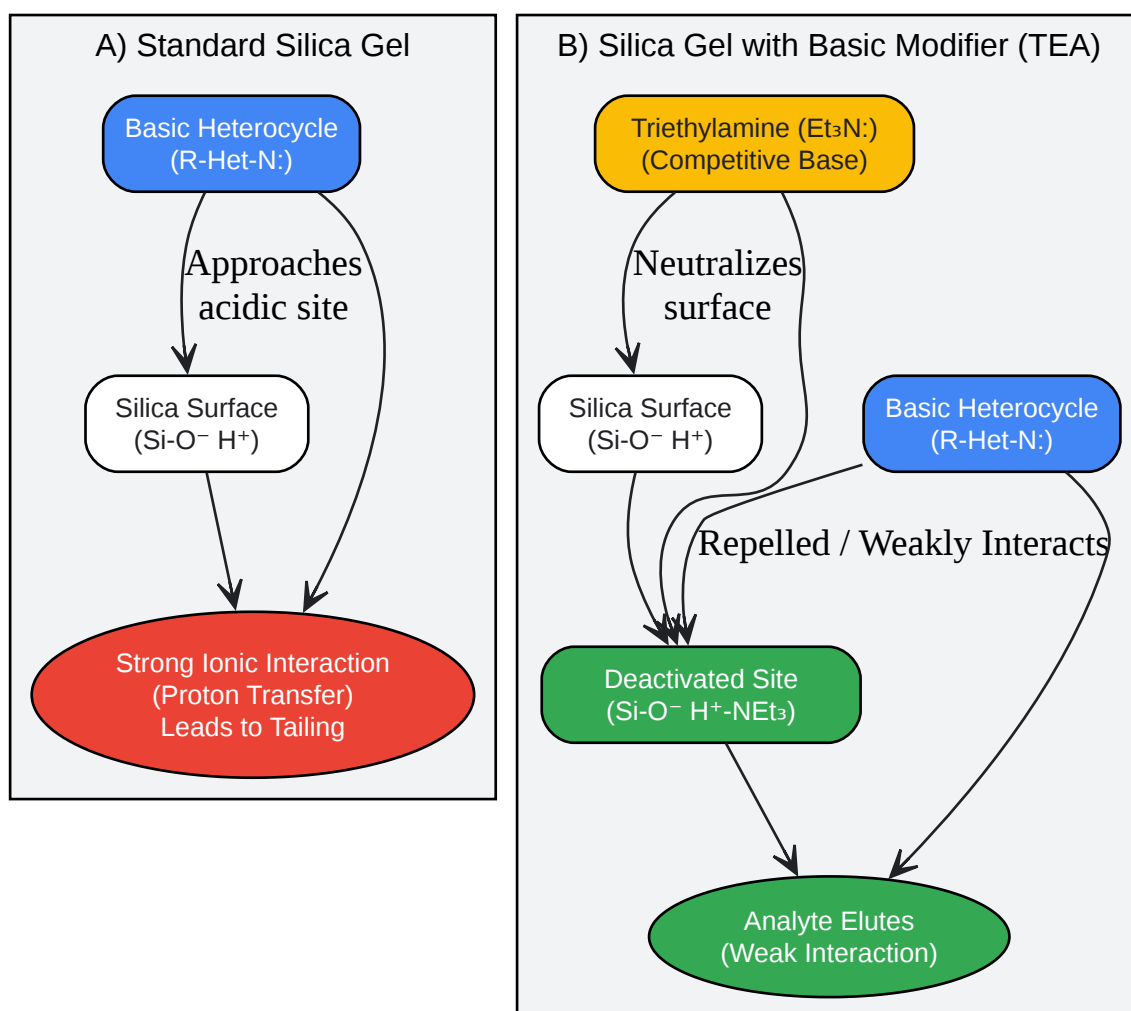 A) Standard Silica Gel
Basic Heterocycle
(R-Het-N:)
Approaches
acidic site
Silica Surface
(Si-O⁻ H⁺)
Strong Ionic Interaction
(Proton Transfer)
Leads to Tailing
B) Silica Gel with Basic Modifier (TEA)
Triethylamine (Et₃N:)
(Competitive Base)
Neutralizes
surface
Silica Surface
(Si-O⁻ H⁺)
Basic Heterocycle
(R-Het-N:)
Repelled / Weakly Interacts
Deactivated Site
(Si-O⁻ H⁺-NEt₃)
Analyte Elutes
(Weak Interaction)